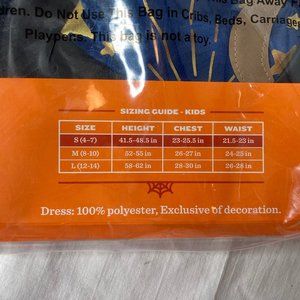 ldren. Do Not Use This Bag in Cribs, Beds, Carriages
Playpens. This bag is not a toy.
SIZING GUIDE - KIDS
SIZE HEIGHT CHEST WAIST
S (4-7) 41.5-48.5 in 23-25.5 in 21.5-23 in
M (8-10) 52-55 in 26-27 in 24-25 in
L (12-14) 58-62 in 28-30 in 26-28 in
Dress: 100% polyester, Exclusive of decoration.